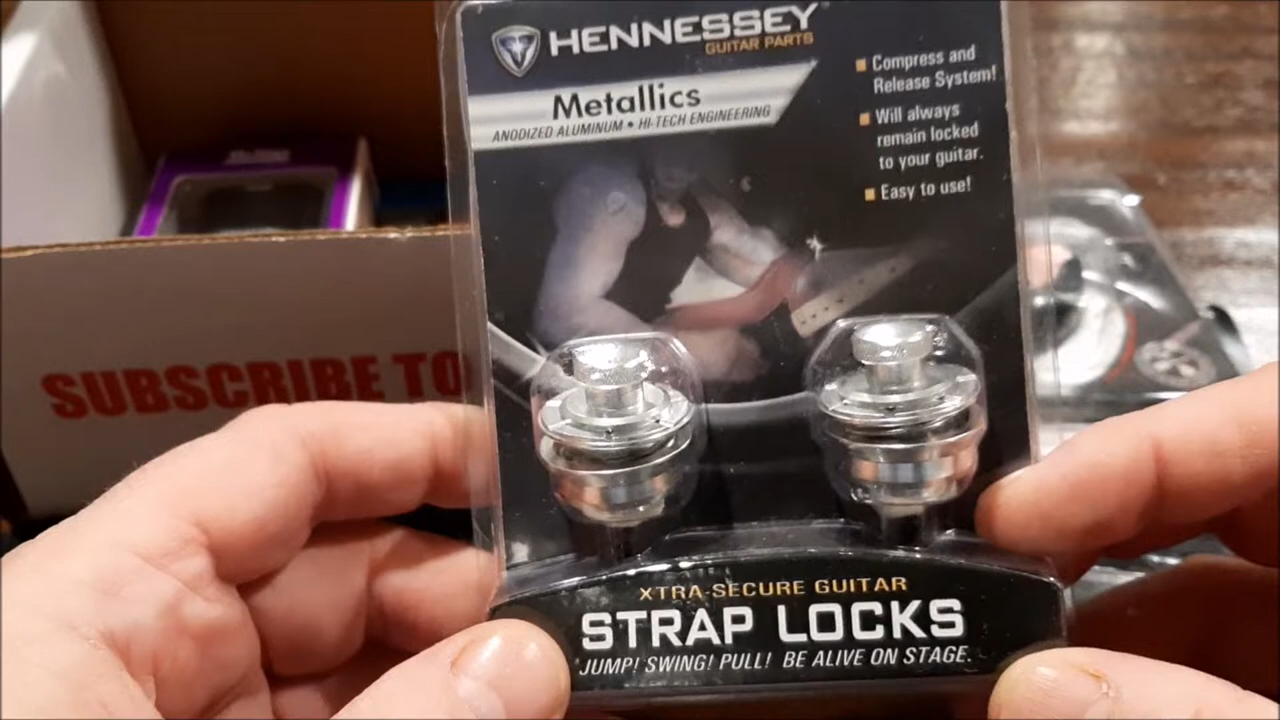 HENNESSEY
GUITAR PARTS
Metallics
ANODIZED ALUMINUM • HI-TECH ENGINEERING
Compress and
Release System!
Will always
remain locked
to your guitar.
Easy to use!
SUBSCRIBE TO
XTRA-SECURE GUITAR
STRAP LOCKS
JUMP! SWING! PULL! BE ALIVE ON STAGE.